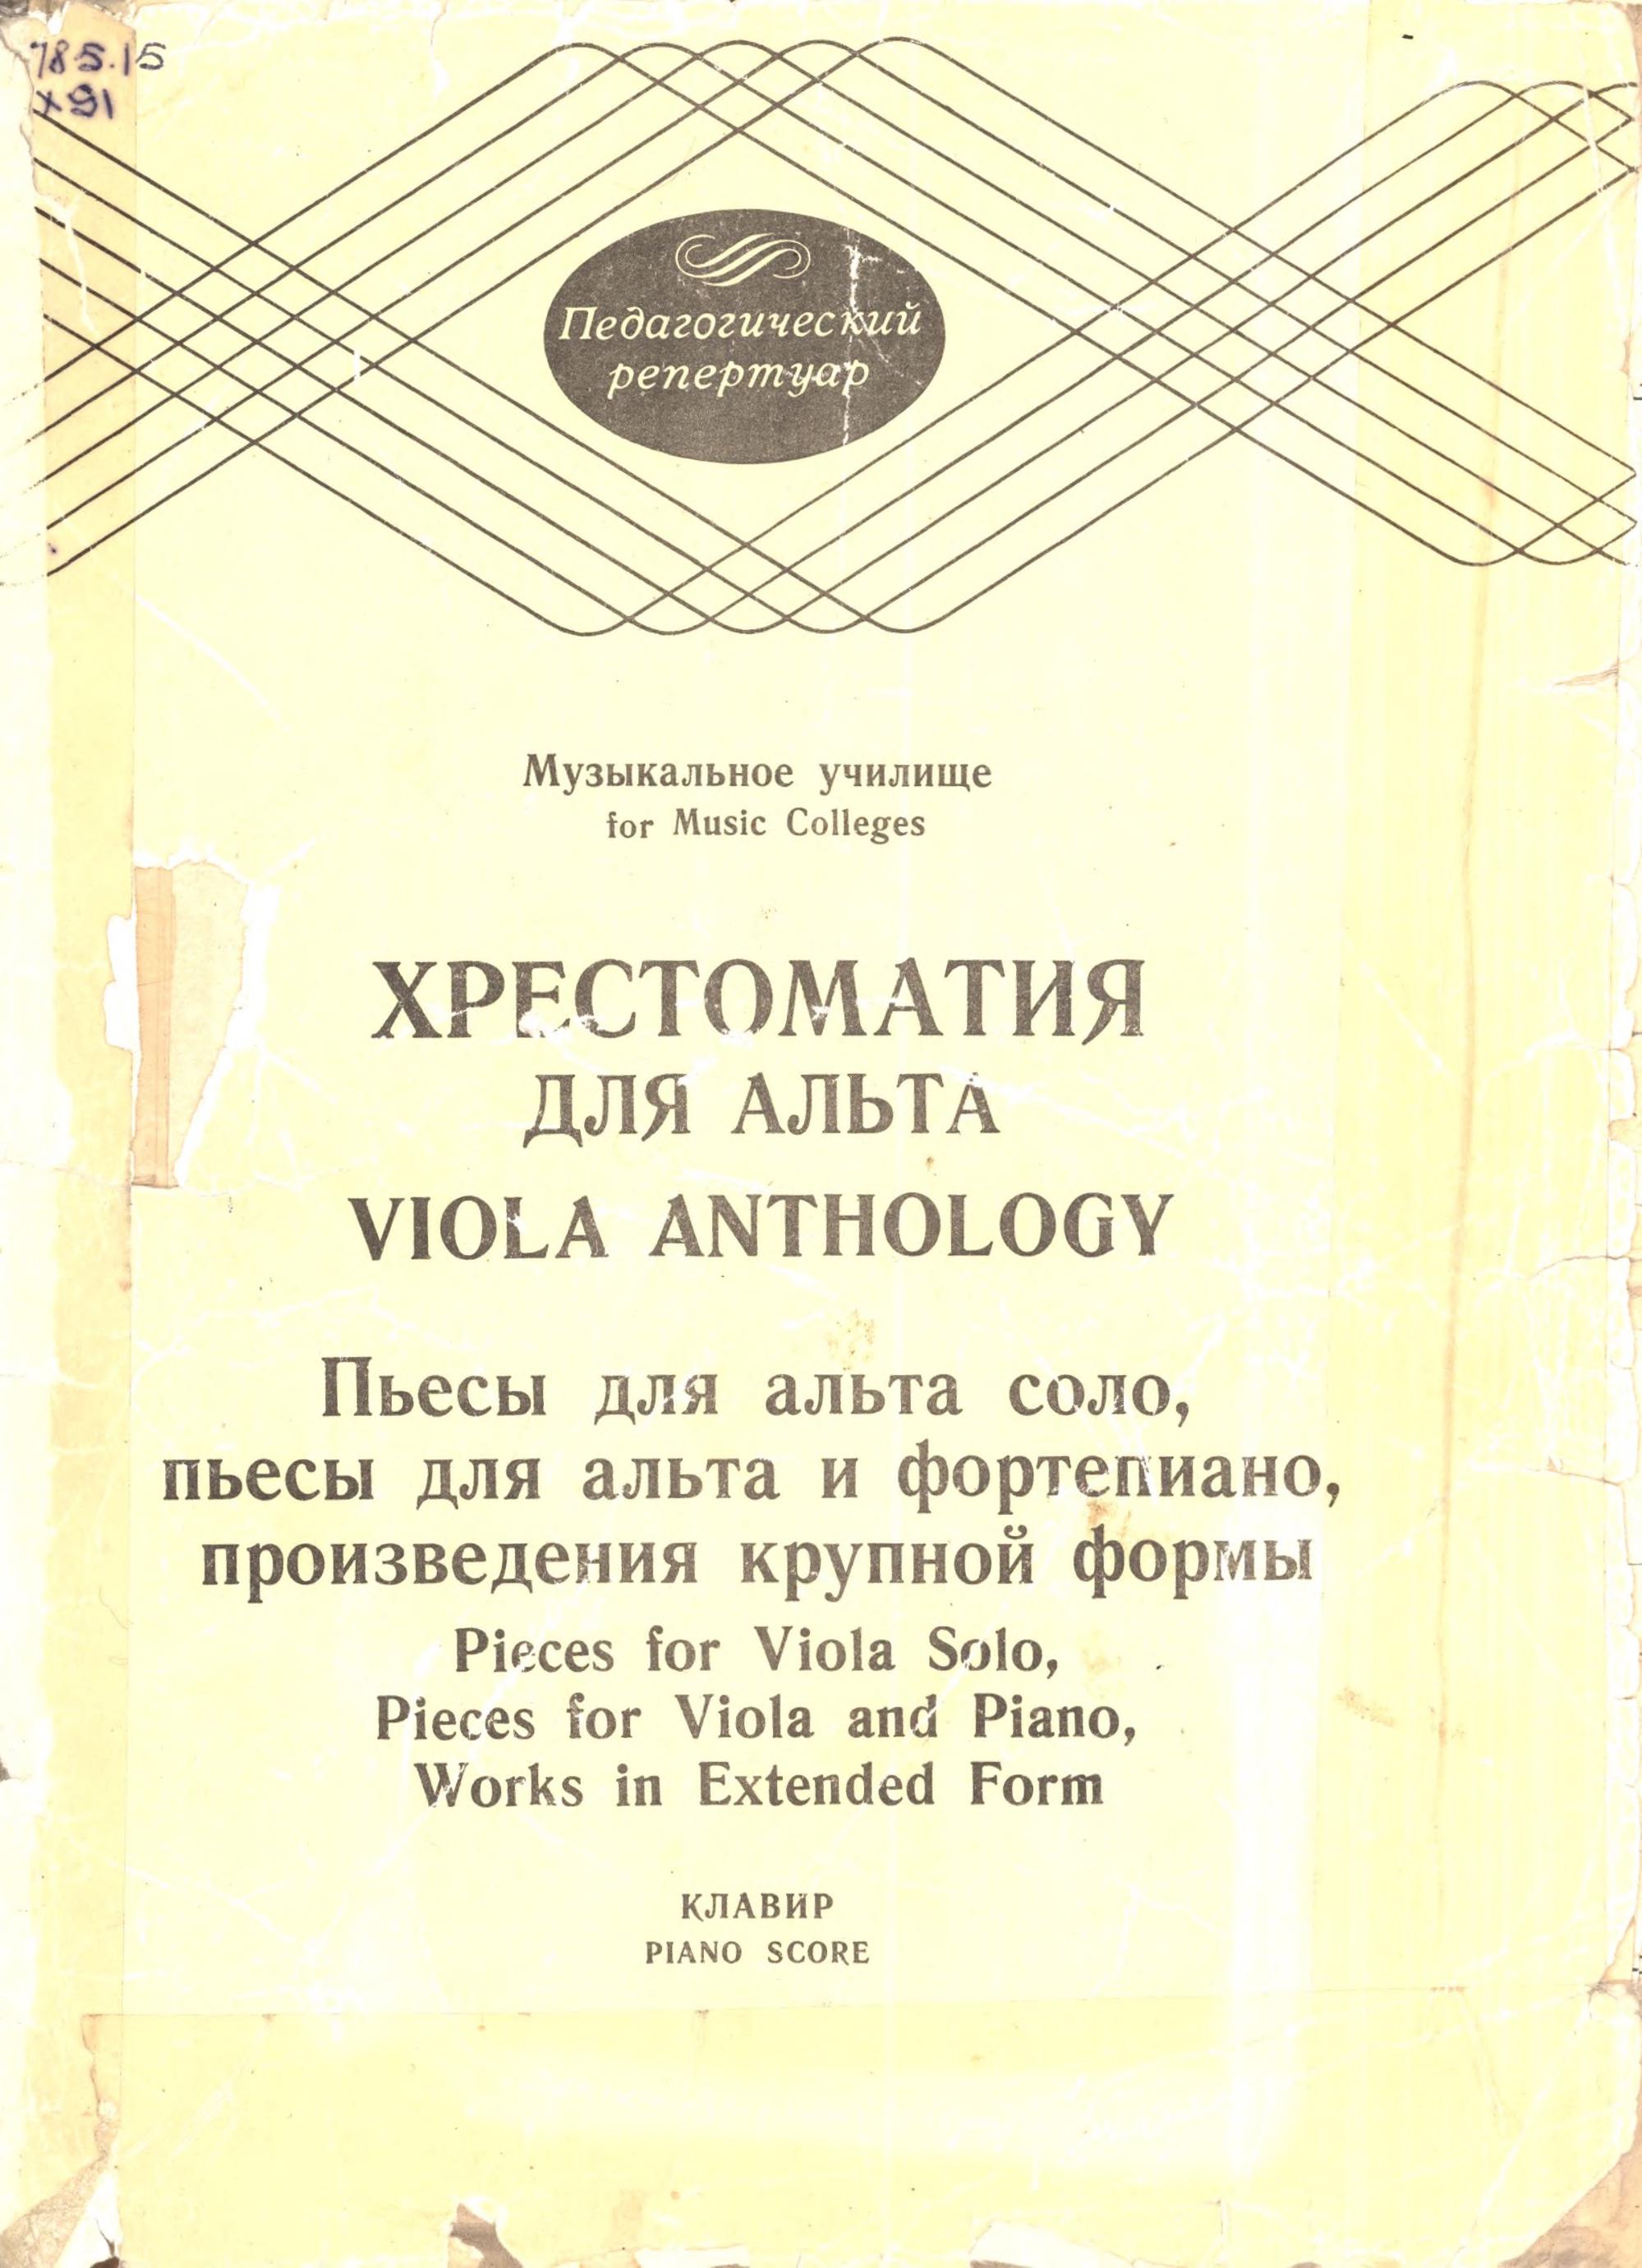 785.15
х91
Педагогический
репертуар
Музыкальное училище
for Music Colleges
ХРЕСТОМАТИЯ
ДЛЯ АЛЬТА
VIOLA ANTHOLOGY
Пьесы для альта соло,
пьесы для альта и фортепиано,
произведения крупной формы
Pieces for Viola Solo,
Pieces for Viola and Piano,
Works in Extended Form
КЛАВИР
PIANO SCORE